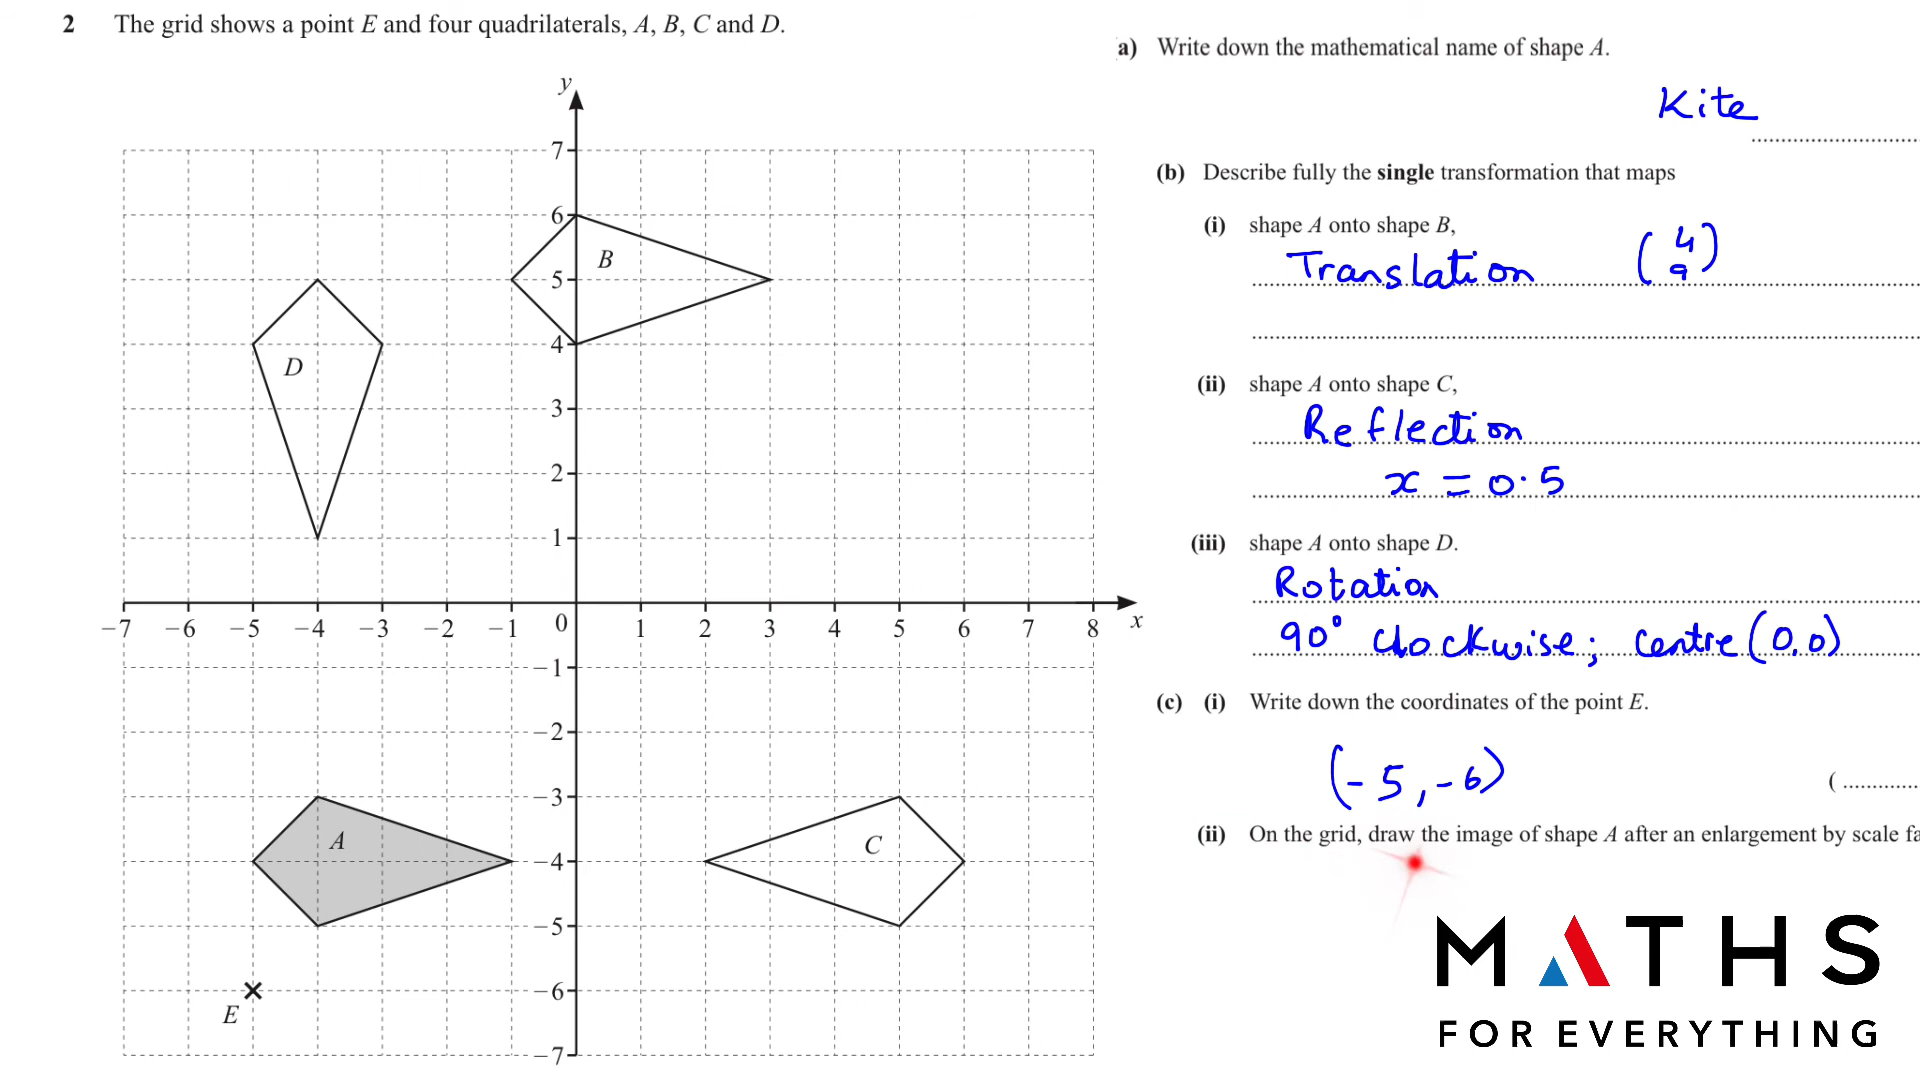 2 The grid shows a point E and four quadrilaterals, A, B, C and D.
a) Write down the mathematical name of shape A.
Kite
(b) Describe fully the single transformation that maps
(i) shape A onto shape B,
Translation (4 9)
(ii) shape A onto shape C,
Reflection
x = 0.5
(iii) shape A onto shape D.
Rotation
90° clockwise; centre (0,0)
(c) (i) Write down the coordinates of the point E.
(-5,-6)
(
(ii) On the grid, draw the image of shape A after an enlargement by scale fa
y
7
6
B
5
D
4
3
2
1
−7 −6 −5 −4 −3 −2 −1 0 1 2 3 4 5 6 7 8 x
−1
−2
−3
A C
−4
−5
−6
E
−7
MATHS
FOR EVERYTHING